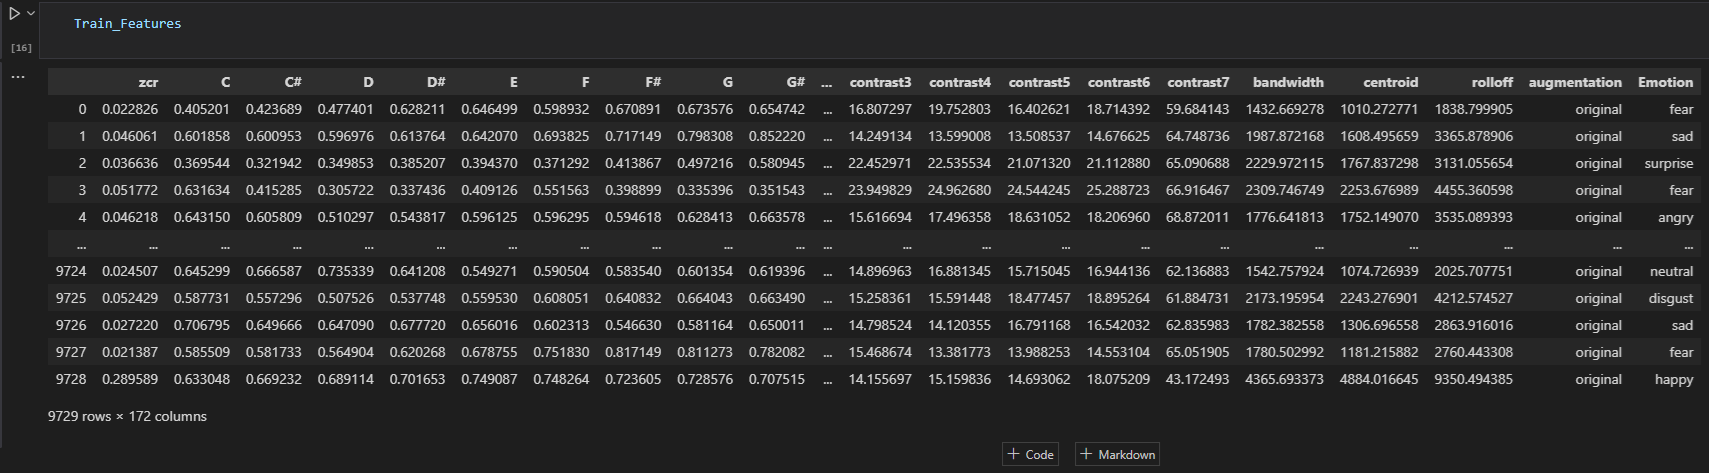 Train_Features
[16]
...
zcr C C# D D# E F F# G G# ... contrast3 contrast4 contrast5 contrast6 contrast7 bandwidth centroid rolloff augmentation Emotion
0 0.022826 0.405201 0.423689 0.477401 0.628211 0.646499 0.598932 0.670891 0.673576 0.654742 ... 16.807297 19.752803 16.402621 18.714392 59.684143 1432.669278 1010.272771 1838.799905 original fear
1 0.046061 0.601858 0.600953 0.596976 0.613764 0.642070 0.693825 0.717149 0.798308 0.852220 ... 14.249134 13.599008 13.508537 14.676625 64.748736 1987.872168 1608.495659 3365.878906 original sad
2 0.036636 0.369544 0.321942 0.349853 0.385207 0.394370 0.371292 0.413867 0.497216 0.580945 ... 22.452971 22.535534 21.071320 21.112880 65.090688 2229.972115 1767.837298 3131.055654 original surprise
3 0.051772 0.631634 0.415285 0.305722 0.337436 0.409126 0.551563 0.398899 0.335396 0.351543 ... 23.949829 24.962680 24.544245 25.288723 66.916467 2309.746749 2253.676989 4455.360598 original fear
4 0.046218 0.643150 0.605809 0.510297 0.543817 0.596125 0.596295 0.594618 0.628413 0.663578 ... 15.616694 17.496358 18.631052 18.206960 68.872011 1776.641813 1752.149070 3535.089393 original angry
... ... ... ... ... ... ... ... ... ... ... ... ... ... ... ... ... ... ... ... ... ...
9724 0.024507 0.645299 0.666587 0.735339 0.641208 0.549271 0.590504 0.583540 0.601354 0.619396 ... 14.896963 16.881345 15.715045 16.944136 62.136883 1542.757924 1074.726939 2025.707751 original neutral
9725 0.052429 0.587731 0.557296 0.507526 0.537748 0.559530 0.608051 0.640832 0.664043 0.663490 ... 15.258361 15.591448 18.477457 18.895264 61.884731 2173.195954 2243.276901 4212.574527 original disgust
9726 0.027220 0.706795 0.649666 0.647090 0.677720 0.656016 0.602313 0.546630 0.581164 0.650011 ... 14.798524 14.120355 16.791168 16.542032 62.835983 1782.382558 1306.696558 2863.916016 original sad
9727 0.021387 0.585509 0.581733 0.564904 0.620268 0.678755 0.751830 0.817149 0.811273 0.782082 ... 15.468674 13.381773 13.988253 14.553104 65.051905 1780.502992 1181.215882 2760.443308 original fear
9728 0.289589 0.633048 0.669232 0.689114 0.701653 0.749087 0.748264 0.723605 0.728576 0.707515 ... 14.155697 15.159836 14.693062 18.075209 43.172493 4365.693373 4884.016645 9350.494385 original happy
9729 rows × 172 columns
+ Code + Markdown